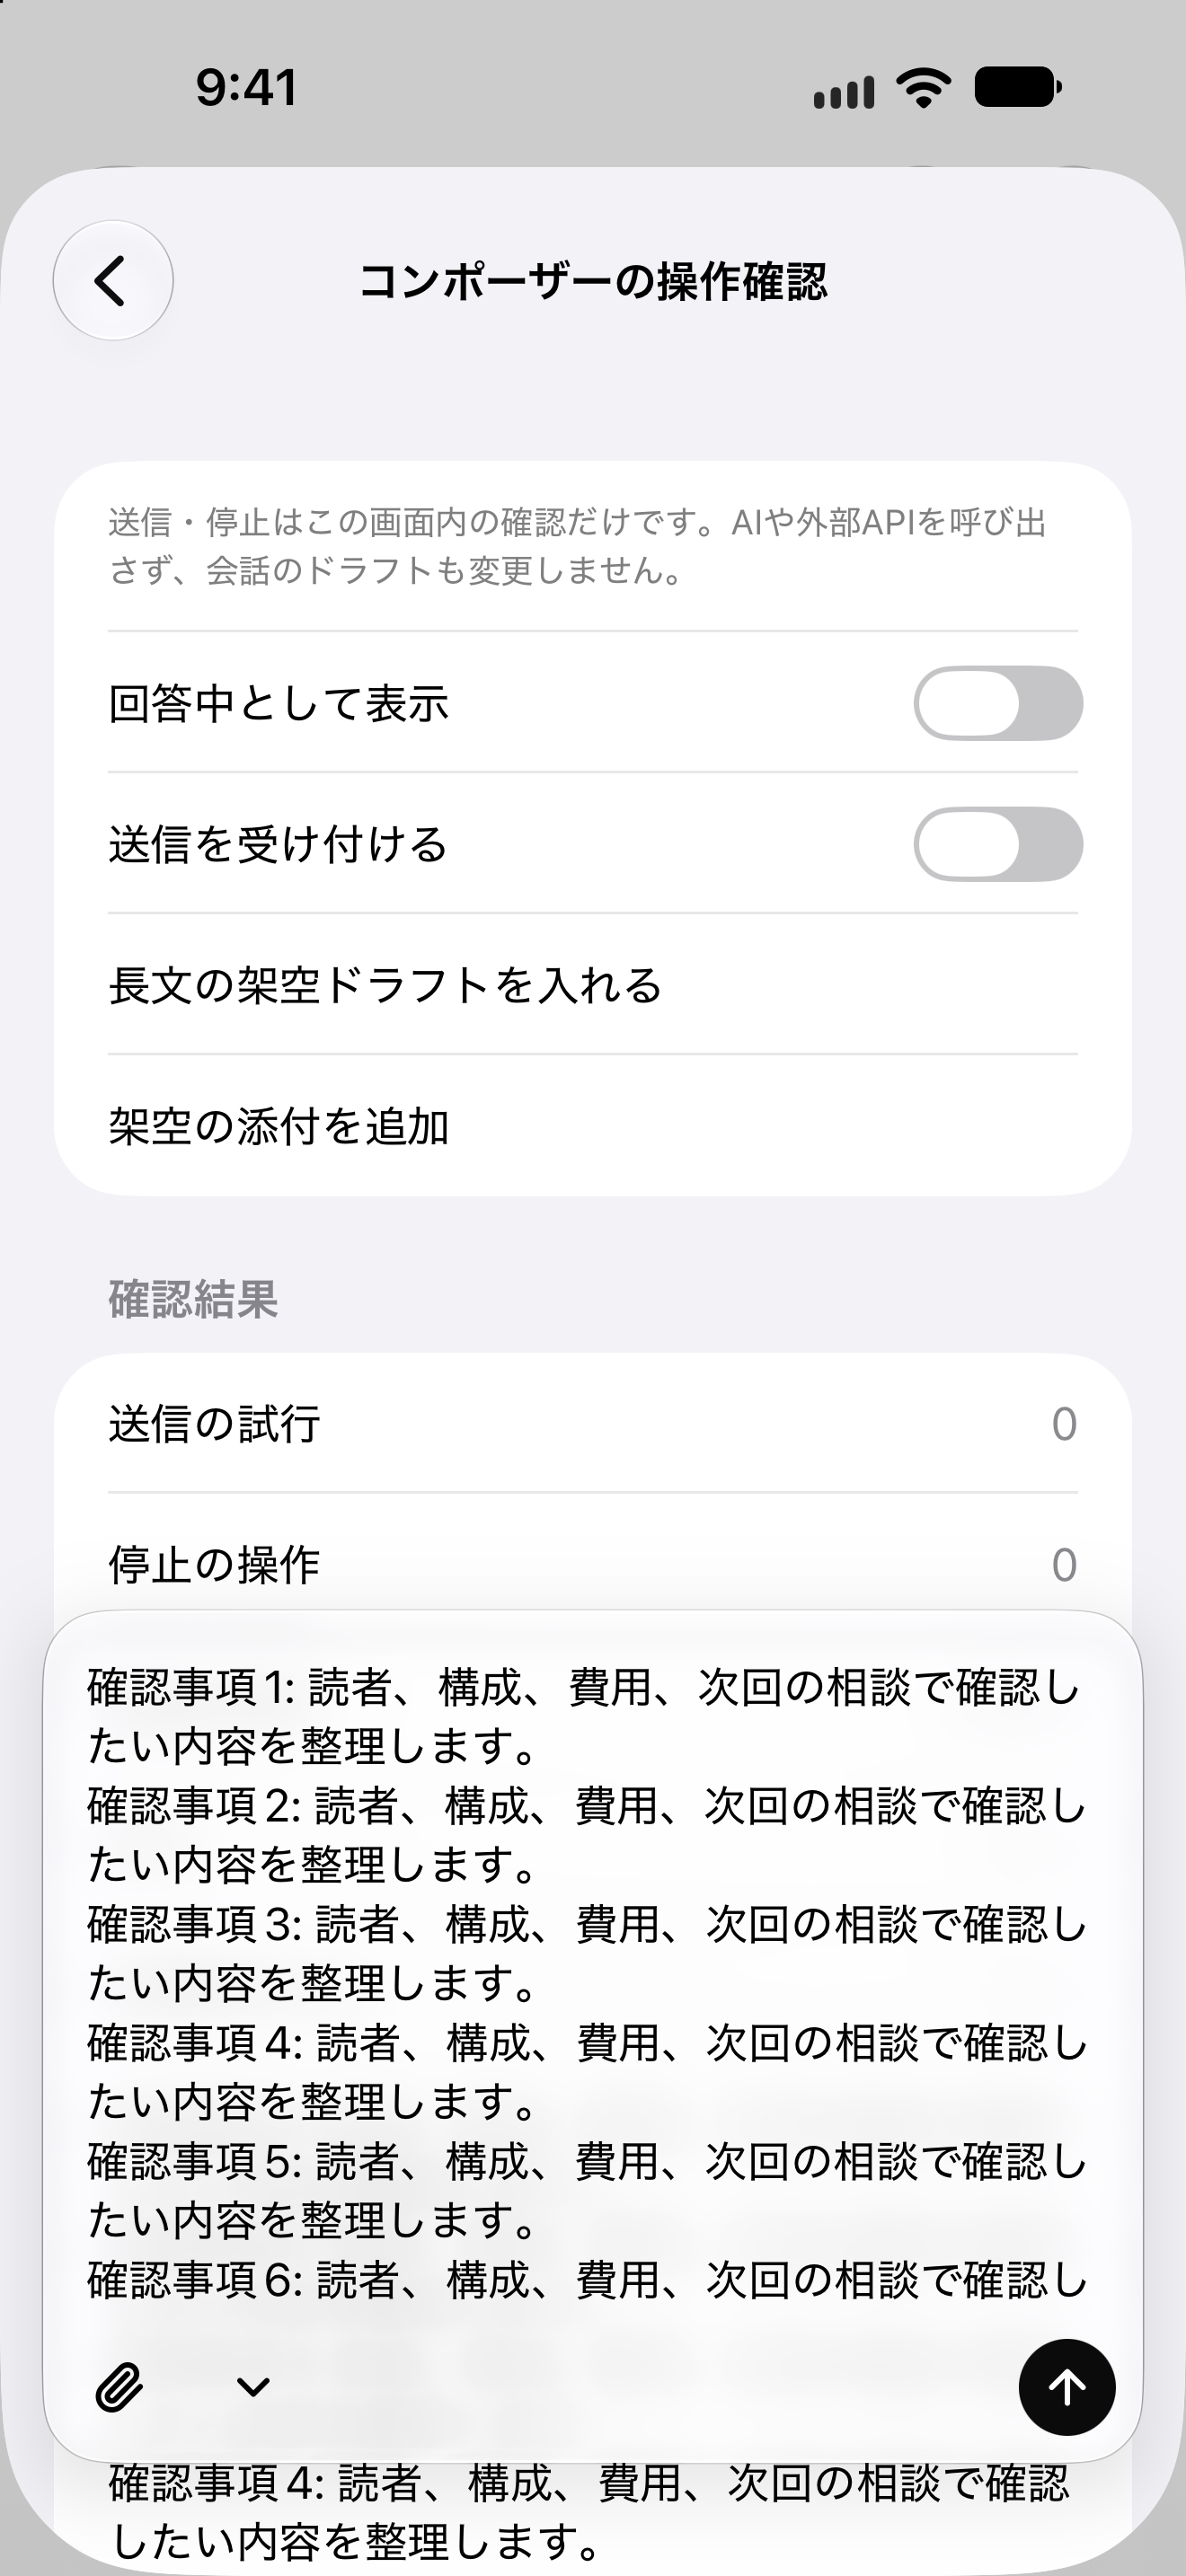 9:41
コンポーザーの操作確認
送信・停止はこの画面内の確認だけです。AIや外部APIを呼び出
さず、会話のドラフトも変更しません。
回答中として表示
送信を受け付ける
長文の架空ドラフトを入れる
架空の添付を追加
確認結果
送信の試行 0
停止の操作 0
確認事項1: 読者、構成、費用、次回の相談で確認し
たい内容を整理します。
確認事項2: 読者、構成、費用、次回の相談で確認し
たい内容を整理します。
確認事項3: 読者、構成、費用、次回の相談で確認し
たい内容を整理します。
確認事項4: 読者、構成、費用、次回の相談で確認し
たい内容を整理します。
確認事項5: 読者、構成、費用、次回の相談で確認し
たい内容を整理します。
確認事項6: 読者、構成、費用、次回の相談で確認し
確認事項4: 読者、構成、費用、次回の相談で確認
したい内容を整理します。